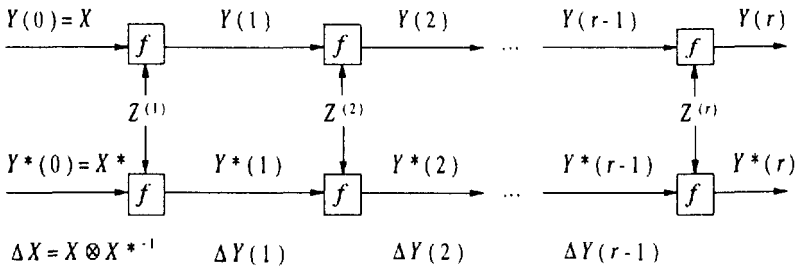 Y(0)=X f Y(1) f Y(2) ... Y(r-1) f Y(r)
Z⁽¹⁾ Z⁽²⁾ Z⁽ʳ⁾
Y*(0)=X* f Y*(1) f Y*(2) ... Y*(r-1) f Y*(r)
ΔX=X⊗X*⁻¹ ΔY(1) ΔY(2) ΔY(r-1)